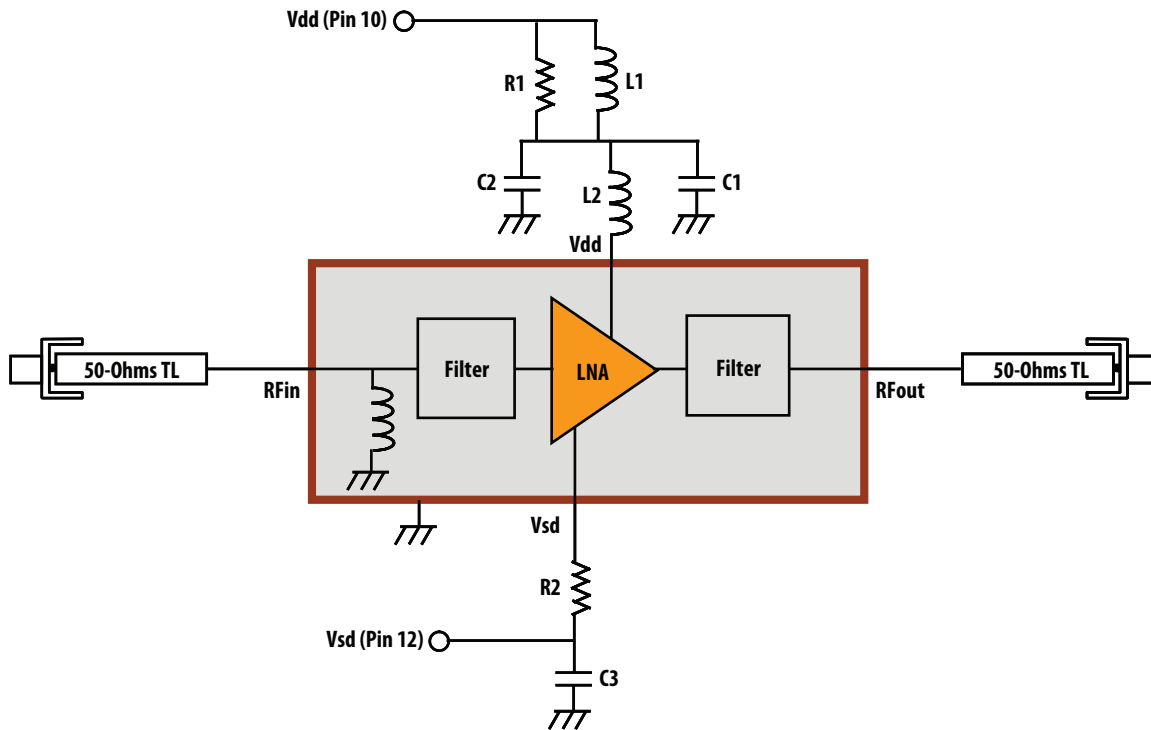 Vdd (Pin 10)
R1
L1
C2
L2
C1
Vdd
50-Ohms TL
RFin
Filter
LNA
Filter
RFout
50-Ohms TL
Vsd
R2
Vsd (Pin 12)
C3